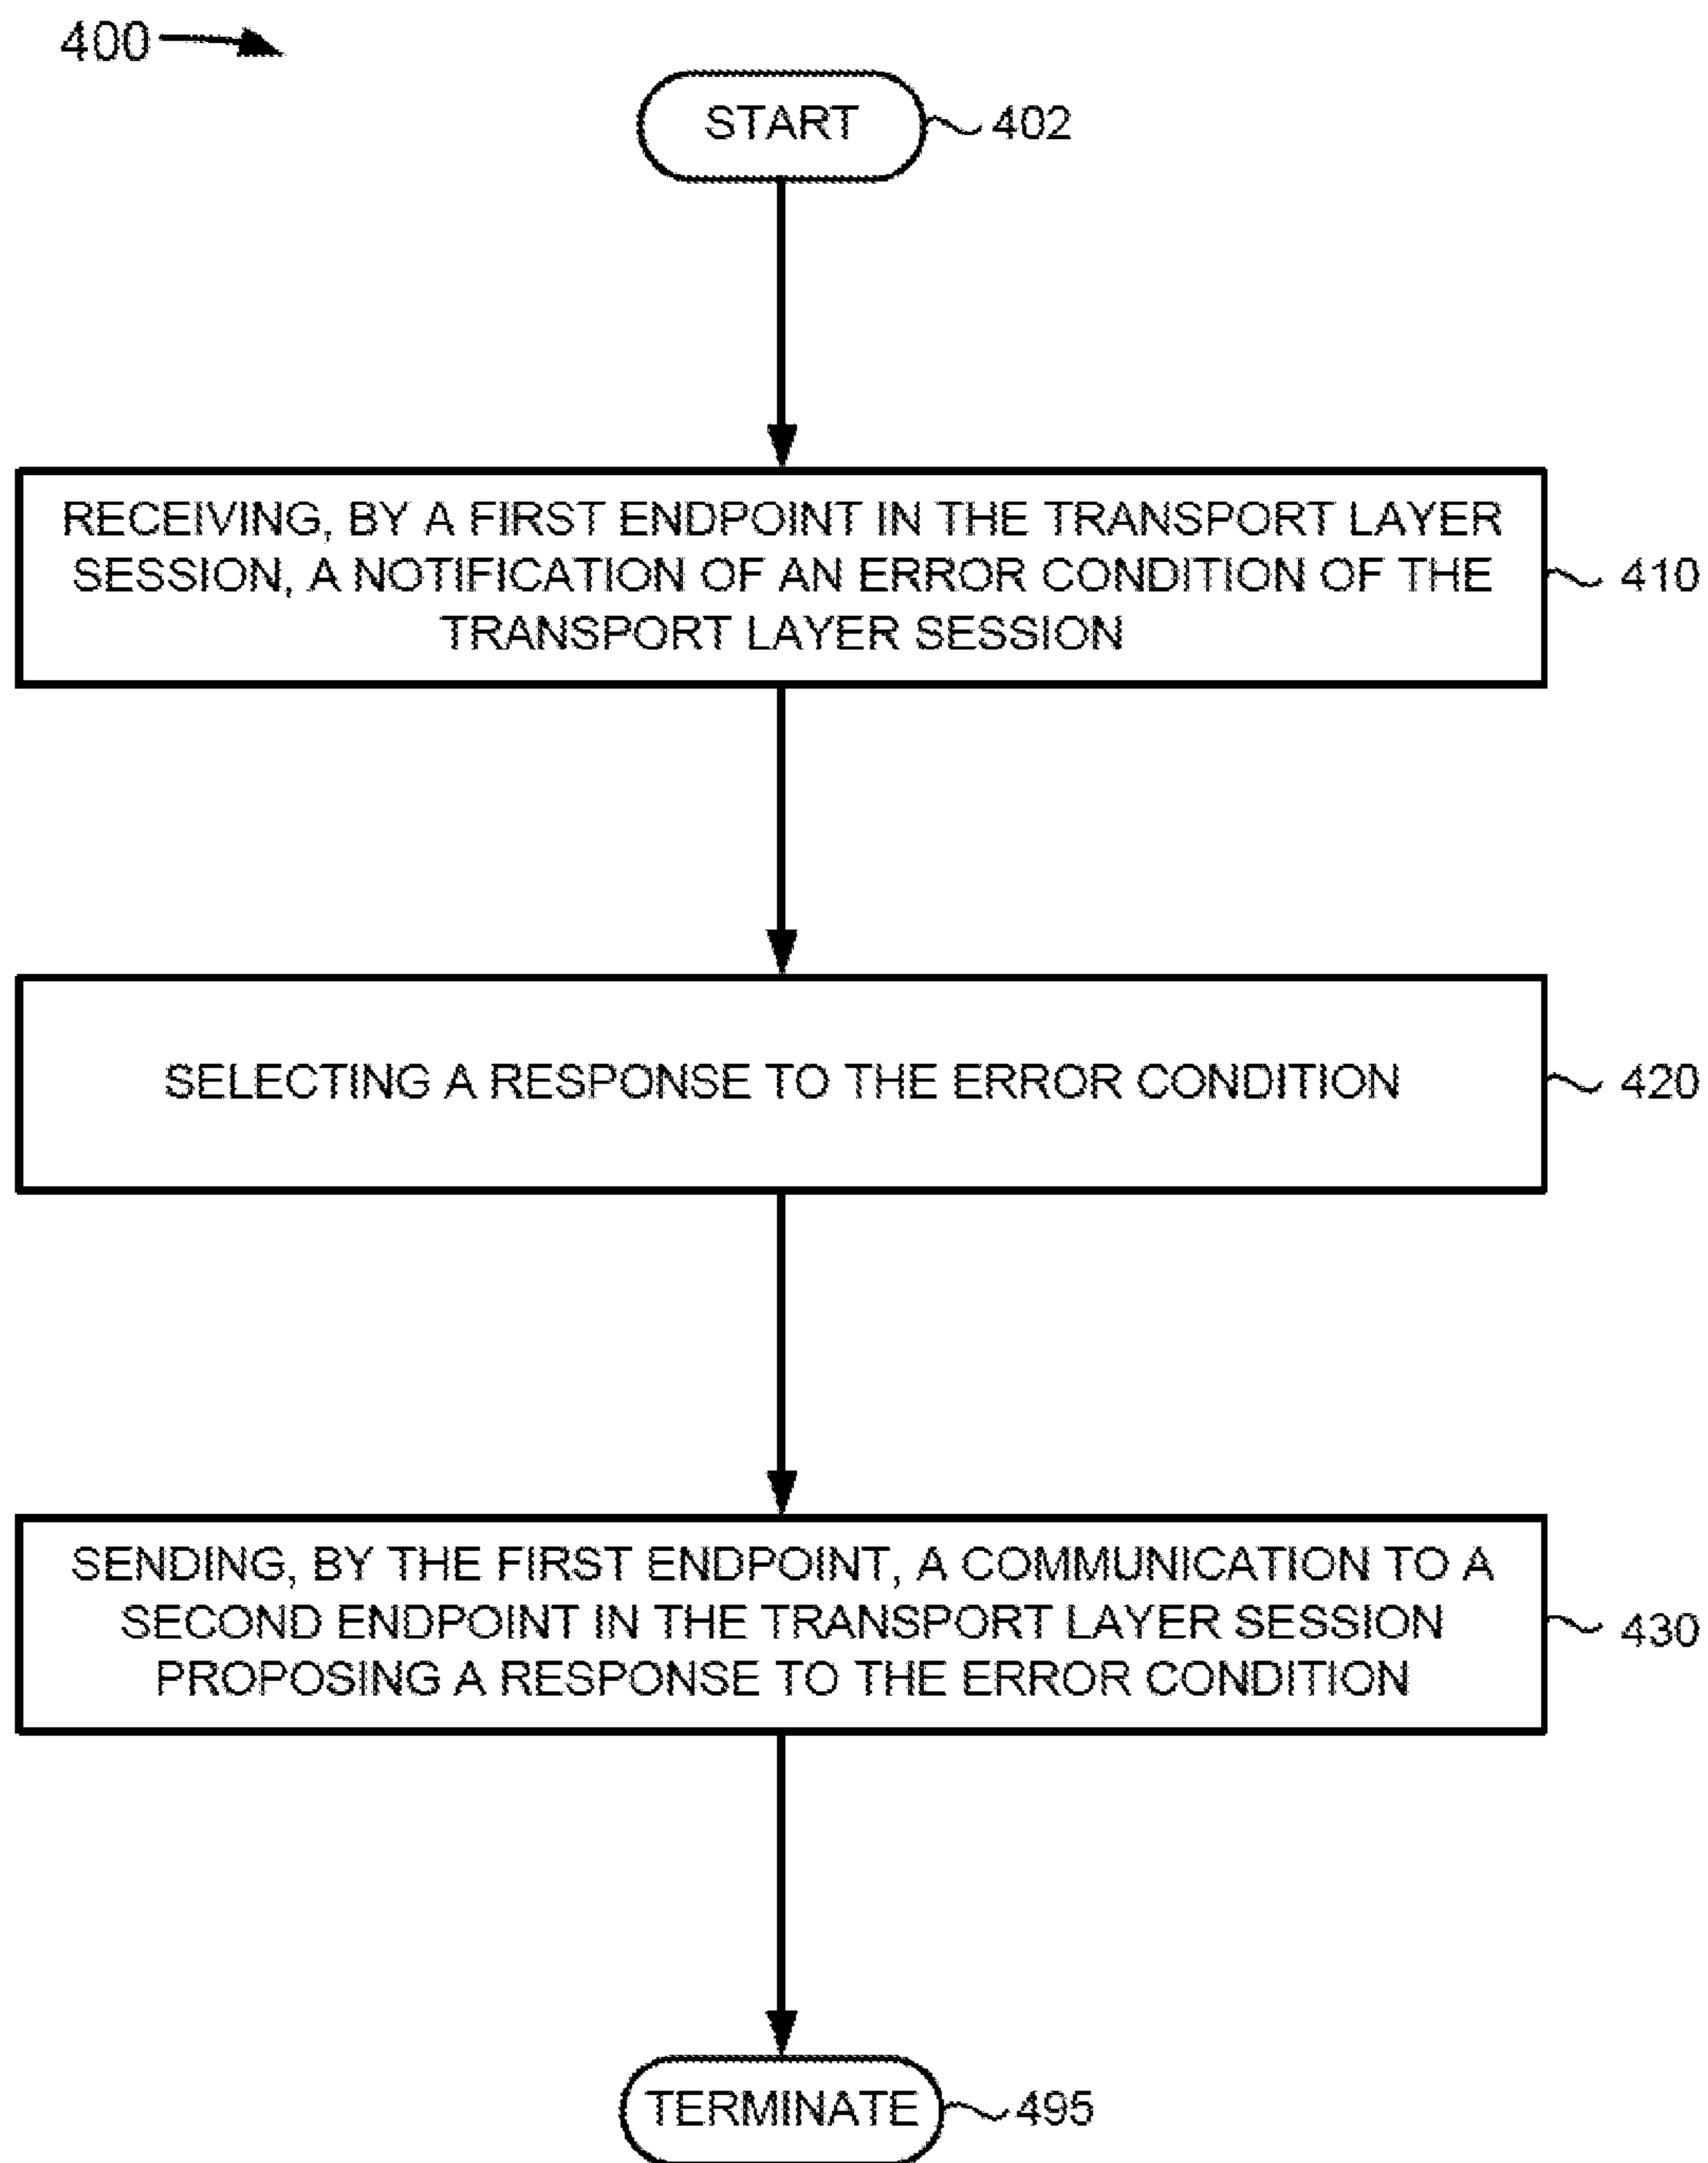 400
START 402
RECEIVING, BY A FIRST ENDPOINT IN THE TRANSPORT LAYER
SESSION, A NOTIFICATION OF AN ERROR CONDITION OF THE
TRANSPORT LAYER SESSION
410
SELECTING A RESPONSE TO THE ERROR CONDITION
420
SENDING, BY THE FIRST ENDPOINT, A COMMUNICATION TO A
SECOND ENDPOINT IN THE TRANSPORT LAYER SESSION
PROPOSING A RESPONSE TO THE ERROR CONDITION
430
TERMINATE 495